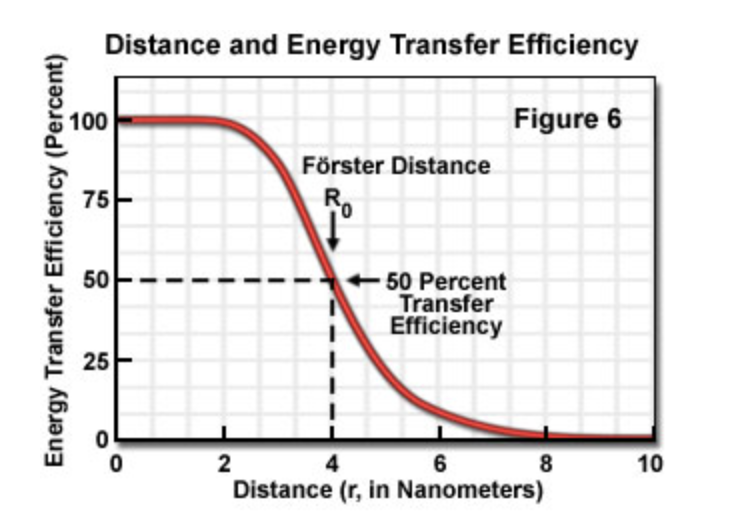 Distance and Energy Transfer Efficiency
Energy Transfer Efficiency (Percent)
100
75
50
25
0
Figure 6
Förster Distance
R0
50 Percent
Transfer
Efficiency
0 2 4 6 8 10
Distance (r, in Nanometers)